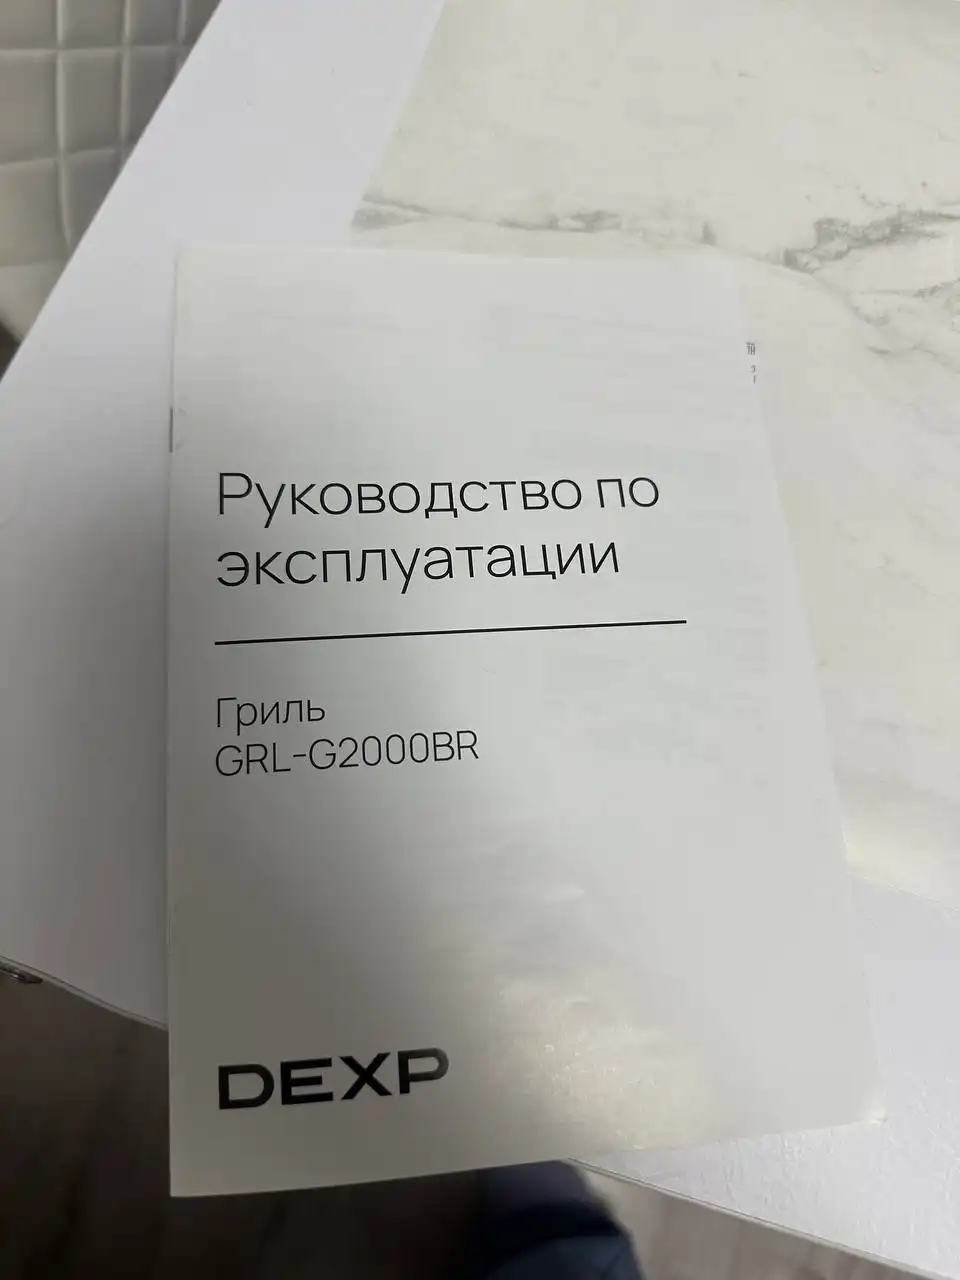 Руководство по
эксплуатации
Гриль
GRL-G2000BR
DEXP